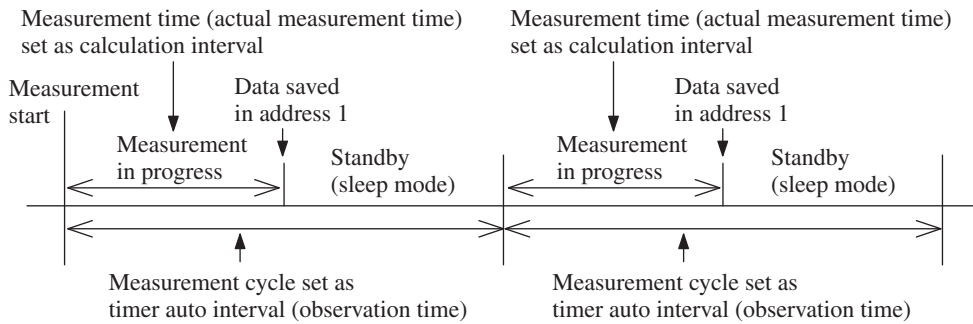 Measurement time (actual measurement time)
set as calculation interval
Measurement time (actual measurement time)
set as calculation interval
Measurement
start
Data saved
in address 1
Data saved
in address 1
Measurement
in progress
Standby
(sleep mode)
Measurement
in progress
Standby
(sleep mode)
Measurement cycle set as
timer auto interval (observation time)
Measurement cycle set as
timer auto interval (observation time)